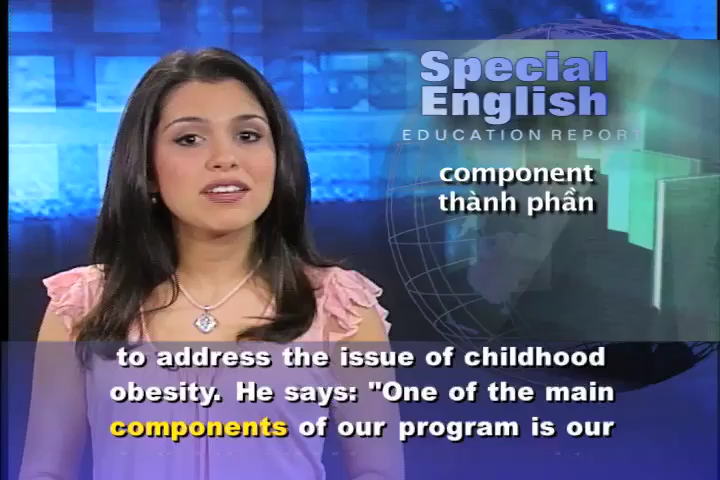 Special
English
EDUCATION REPORT
component
thành phần
to address the issue of childhood
obesity. He says: "One of the main
components of our program is our